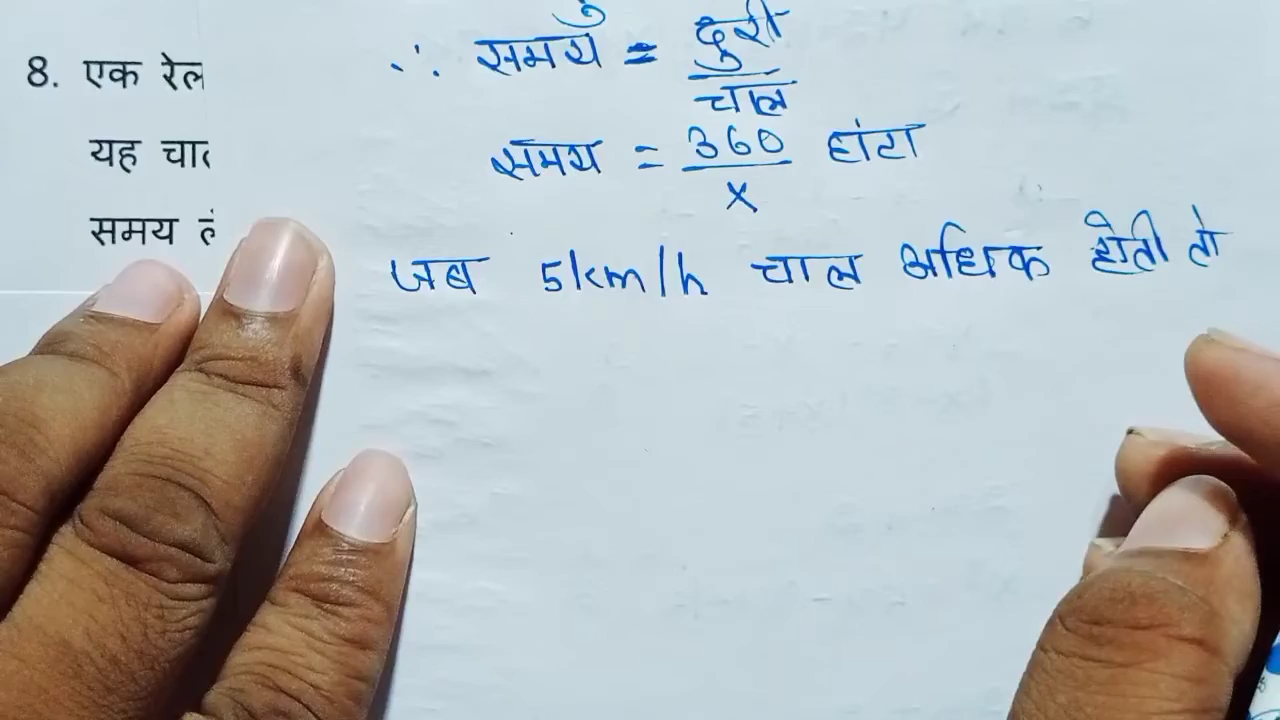 8. एक रेल
यह चाल
समय ले
∴ समय = दुरी / चाल
समय = 360 / x घंटा
जब 5km/h चाल अधिक होती तो